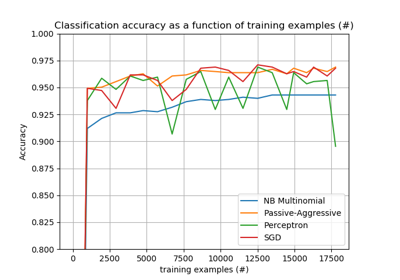 Classification accuracy as a function of training examples (#)
1.000
0.975
0.950
0.925
0.900
0.875
0.850
0.825
0.800
Accuracy
NB Multinomial
Passive-Aggressive
Perceptron
SGD
0 2500 5000 7500 10000 12500 15000 17500
training examples (#)